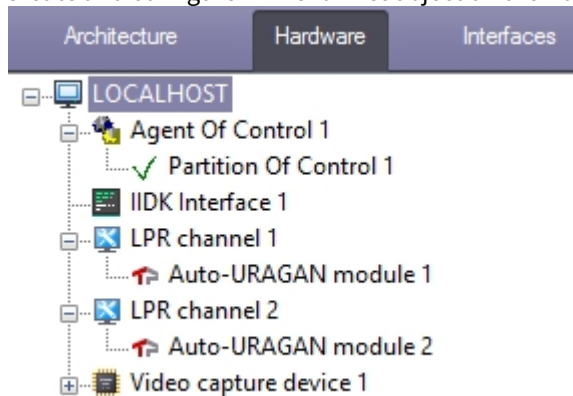 Architecture Hardware Interfaces
LOCALHOST
Agent Of Control 1
Partition Of Control 1
IIDK Interface 1
LPR channel 1
Auto-URAGAN module 1
LPR channel 2
Auto-URAGAN module 2
Video capture device 1